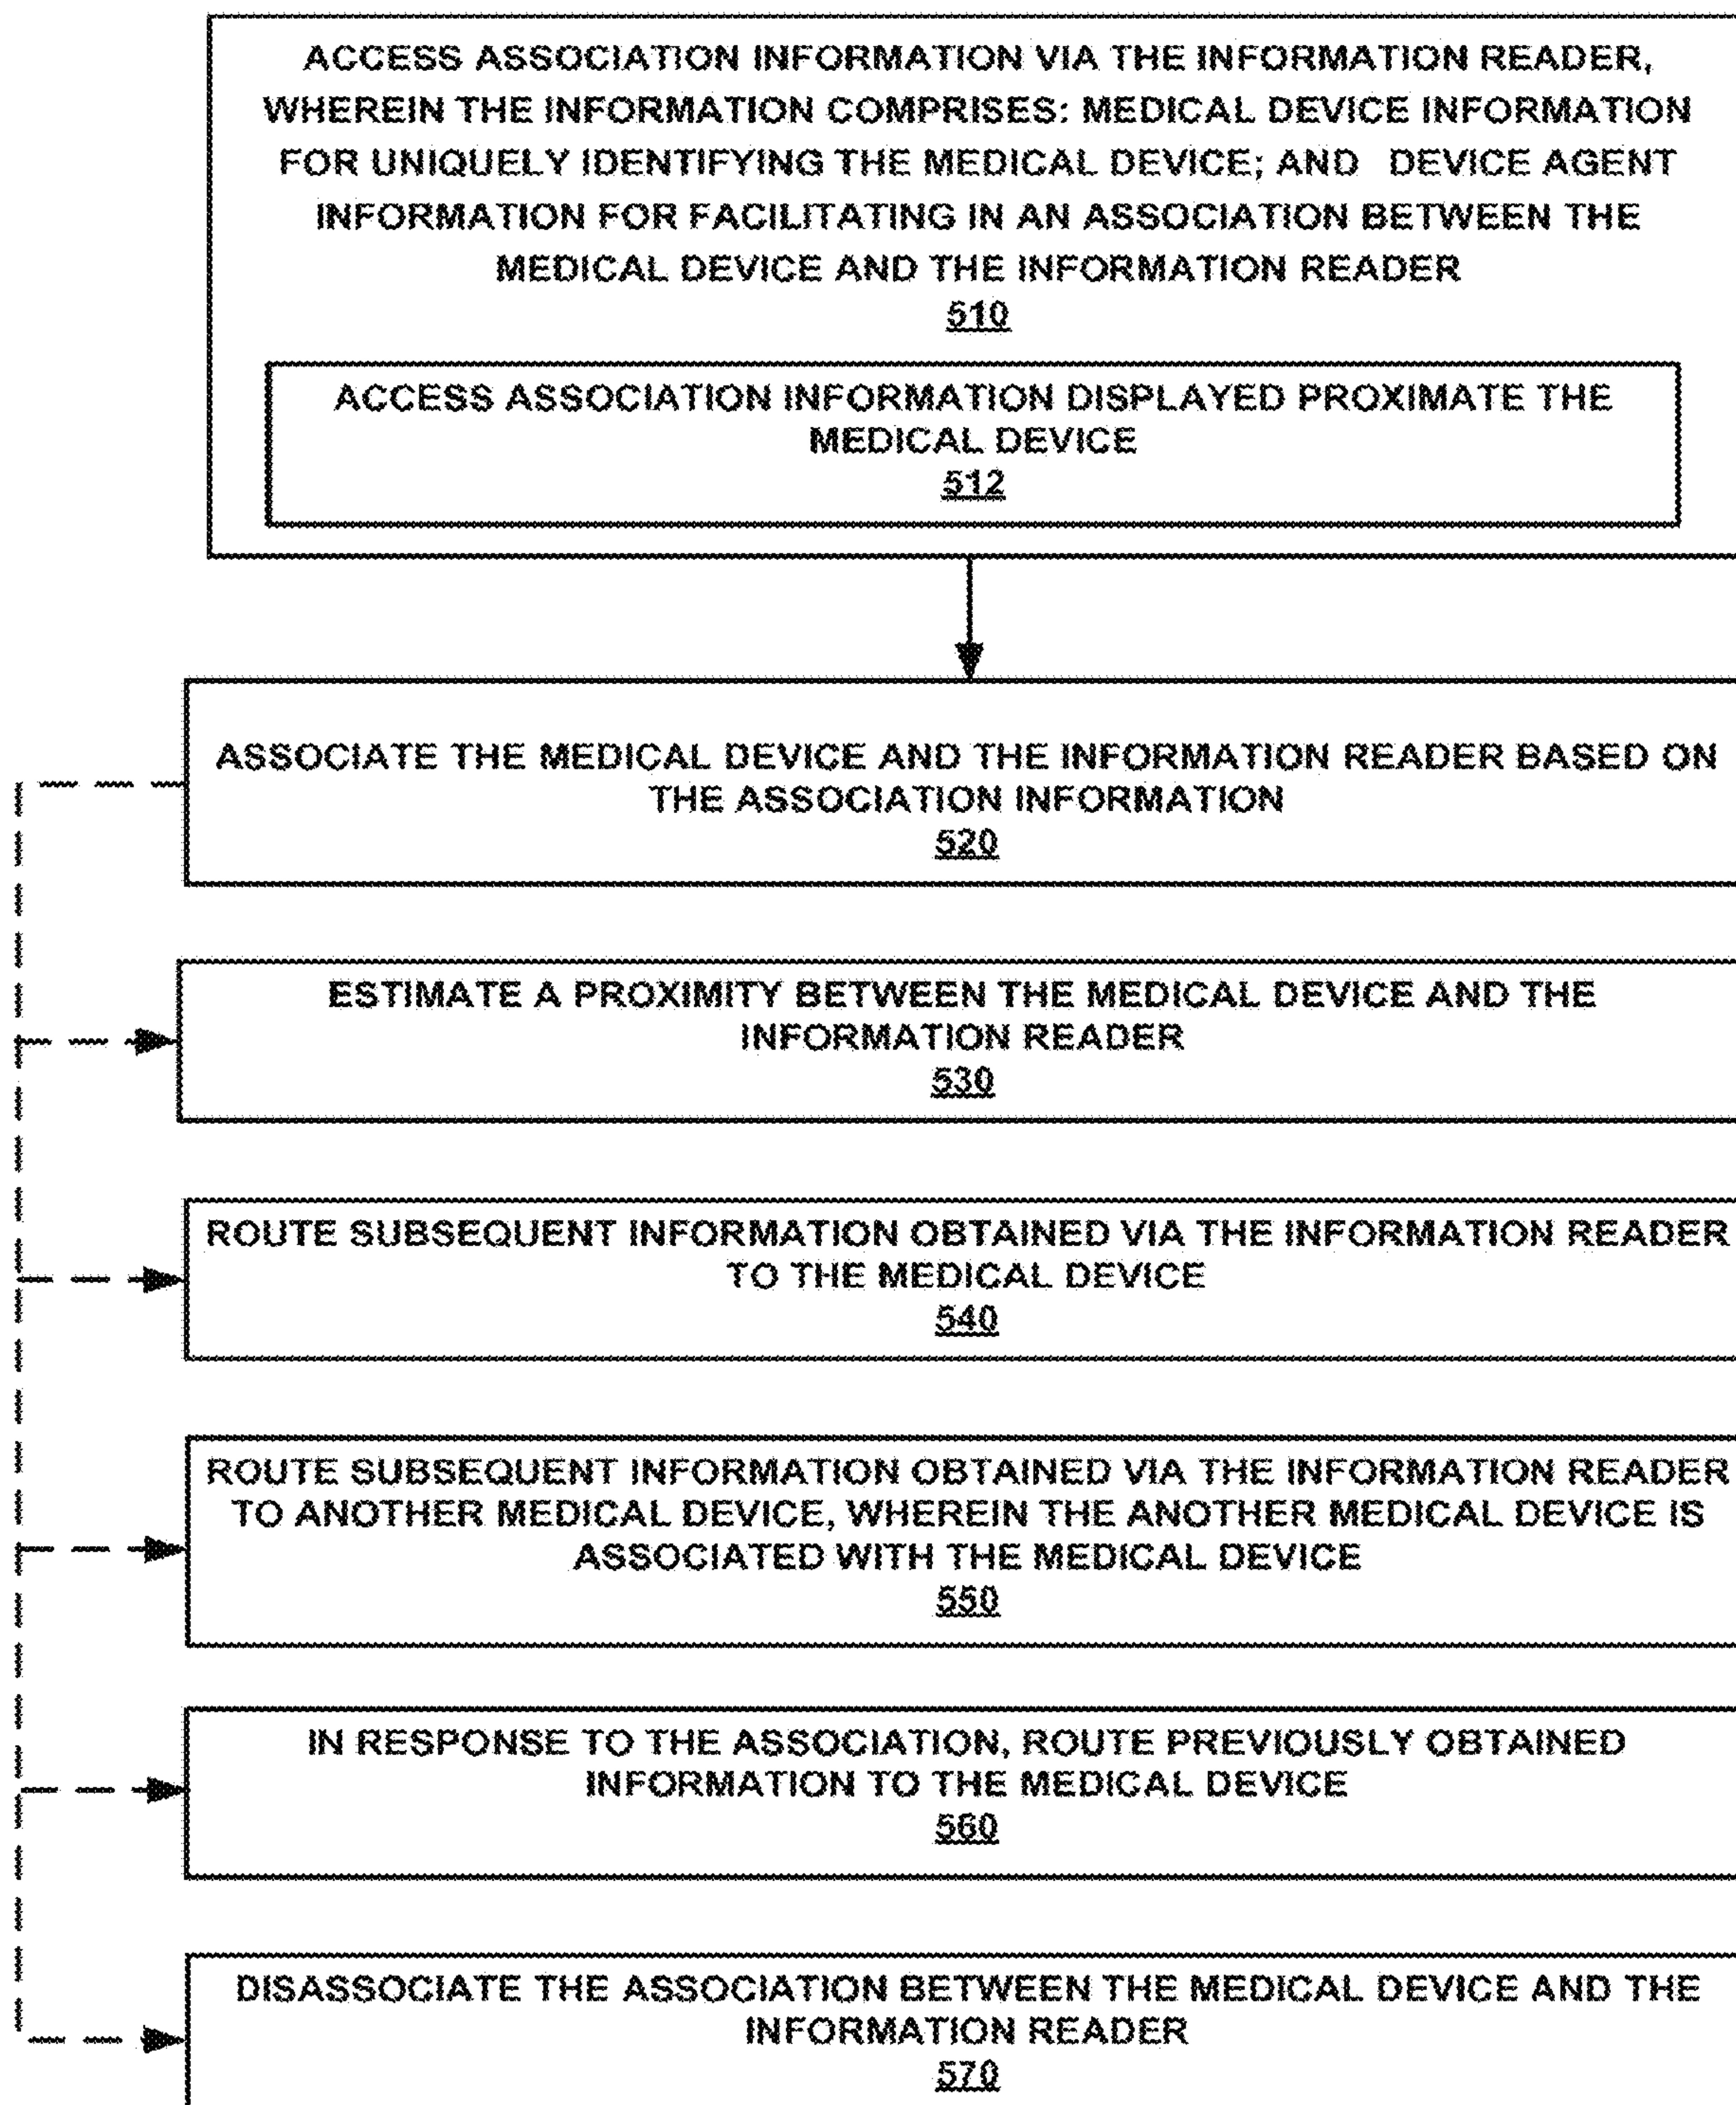 ACCESS ASSOCIATION INFORMATION VIA THE INFORMATION READER,
WHEREIN THE INFORMATION COMPRISES: MEDICAL DEVICE INFORMATION
FOR UNIQUELY IDENTIFYING THE MEDICAL DEVICE; AND DEVICE AGENT
INFORMATION FOR FACILITATING IN AN ASSOCIATION BETWEEN THE
MEDICAL DEVICE AND THE INFORMATION READER
510
ACCESS ASSOCIATION INFORMATION DISPLAYED PROXIMATE THE
MEDICAL DEVICE
512
ASSOCIATE THE MEDICAL DEVICE AND THE INFORMATION READER BASED ON
THE ASSOCIATION INFORMATION
520
ESTIMATE A PROXIMITY BETWEEN THE MEDICAL DEVICE AND THE
INFORMATION READER
530
ROUTE SUBSEQUENT INFORMATION OBTAINED VIA THE INFORMATION READER
TO THE MEDICAL DEVICE
540
ROUTE SUBSEQUENT INFORMATION OBTAINED VIA THE INFORMATION READER
TO ANOTHER MEDICAL DEVICE, WHEREIN THE ANOTHER MEDICAL DEVICE IS
ASSOCIATED WITH THE MEDICAL DEVICE
550
IN RESPONSE TO THE ASSOCIATION, ROUTE PREVIOUSLY OBTAINED
INFORMATION TO THE MEDICAL DEVICE
560
DISASSOCIATE THE ASSOCIATION BETWEEN THE MEDICAL DEVICE AND THE
INFORMATION READER
570